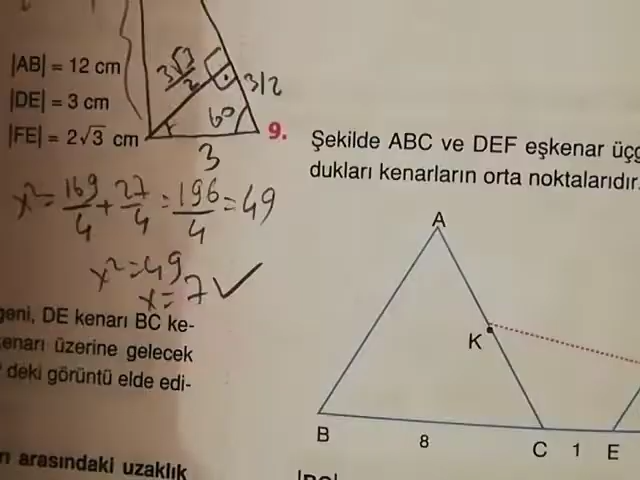 |AB| = 12 cm
|DE| = 3 cm
|FE| = 2√3 cm
3√3/2
3/2
60
3
x² = 169/4 + 27/4 = 196/4 = 49
x² = 49
x = 7 ✓
geni, DE kenarı BC ke-
enarı üzerine gelecek
deki görüntü elde edi-
arasındaki uzaklık
9. Şekilde ABC ve DEF eşkenar üçg
dukları kenarların orta noktalarıdır.
A
K
B 8 C 1 E